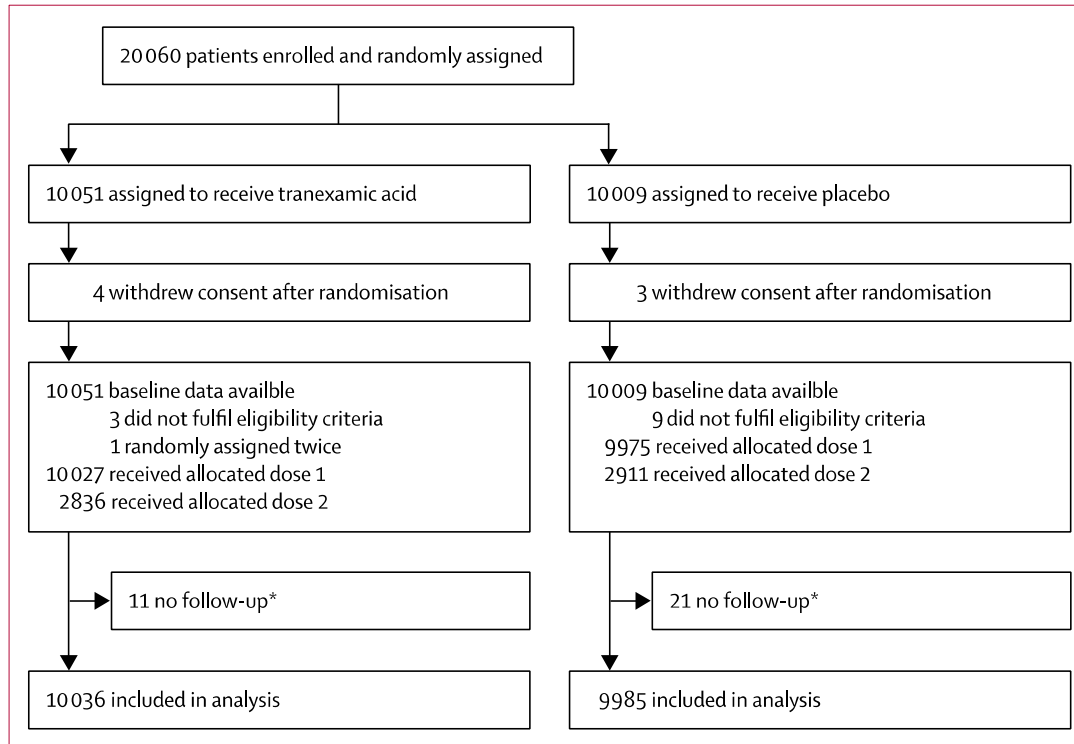 20 060 patients enrolled and randomly assigned
10 051 assigned to receive tranexamic acid
10 009 assigned to receive placebo
4 withdrew consent after randomisation
3 withdrew consent after randomisation
10 051 baseline data availble
3 did not fulfil eligibility criteria
1 randomly assigned twice
10 027 received allocated dose 1
2836 received allocated dose 2
10 009 baseline data availble
9 did not fulfil eligibility criteria
9975 received allocated dose 1
2911 received allocated dose 2
11 no follow-up*
21 no follow-up*
10 036 included in analysis
9985 included in analysis